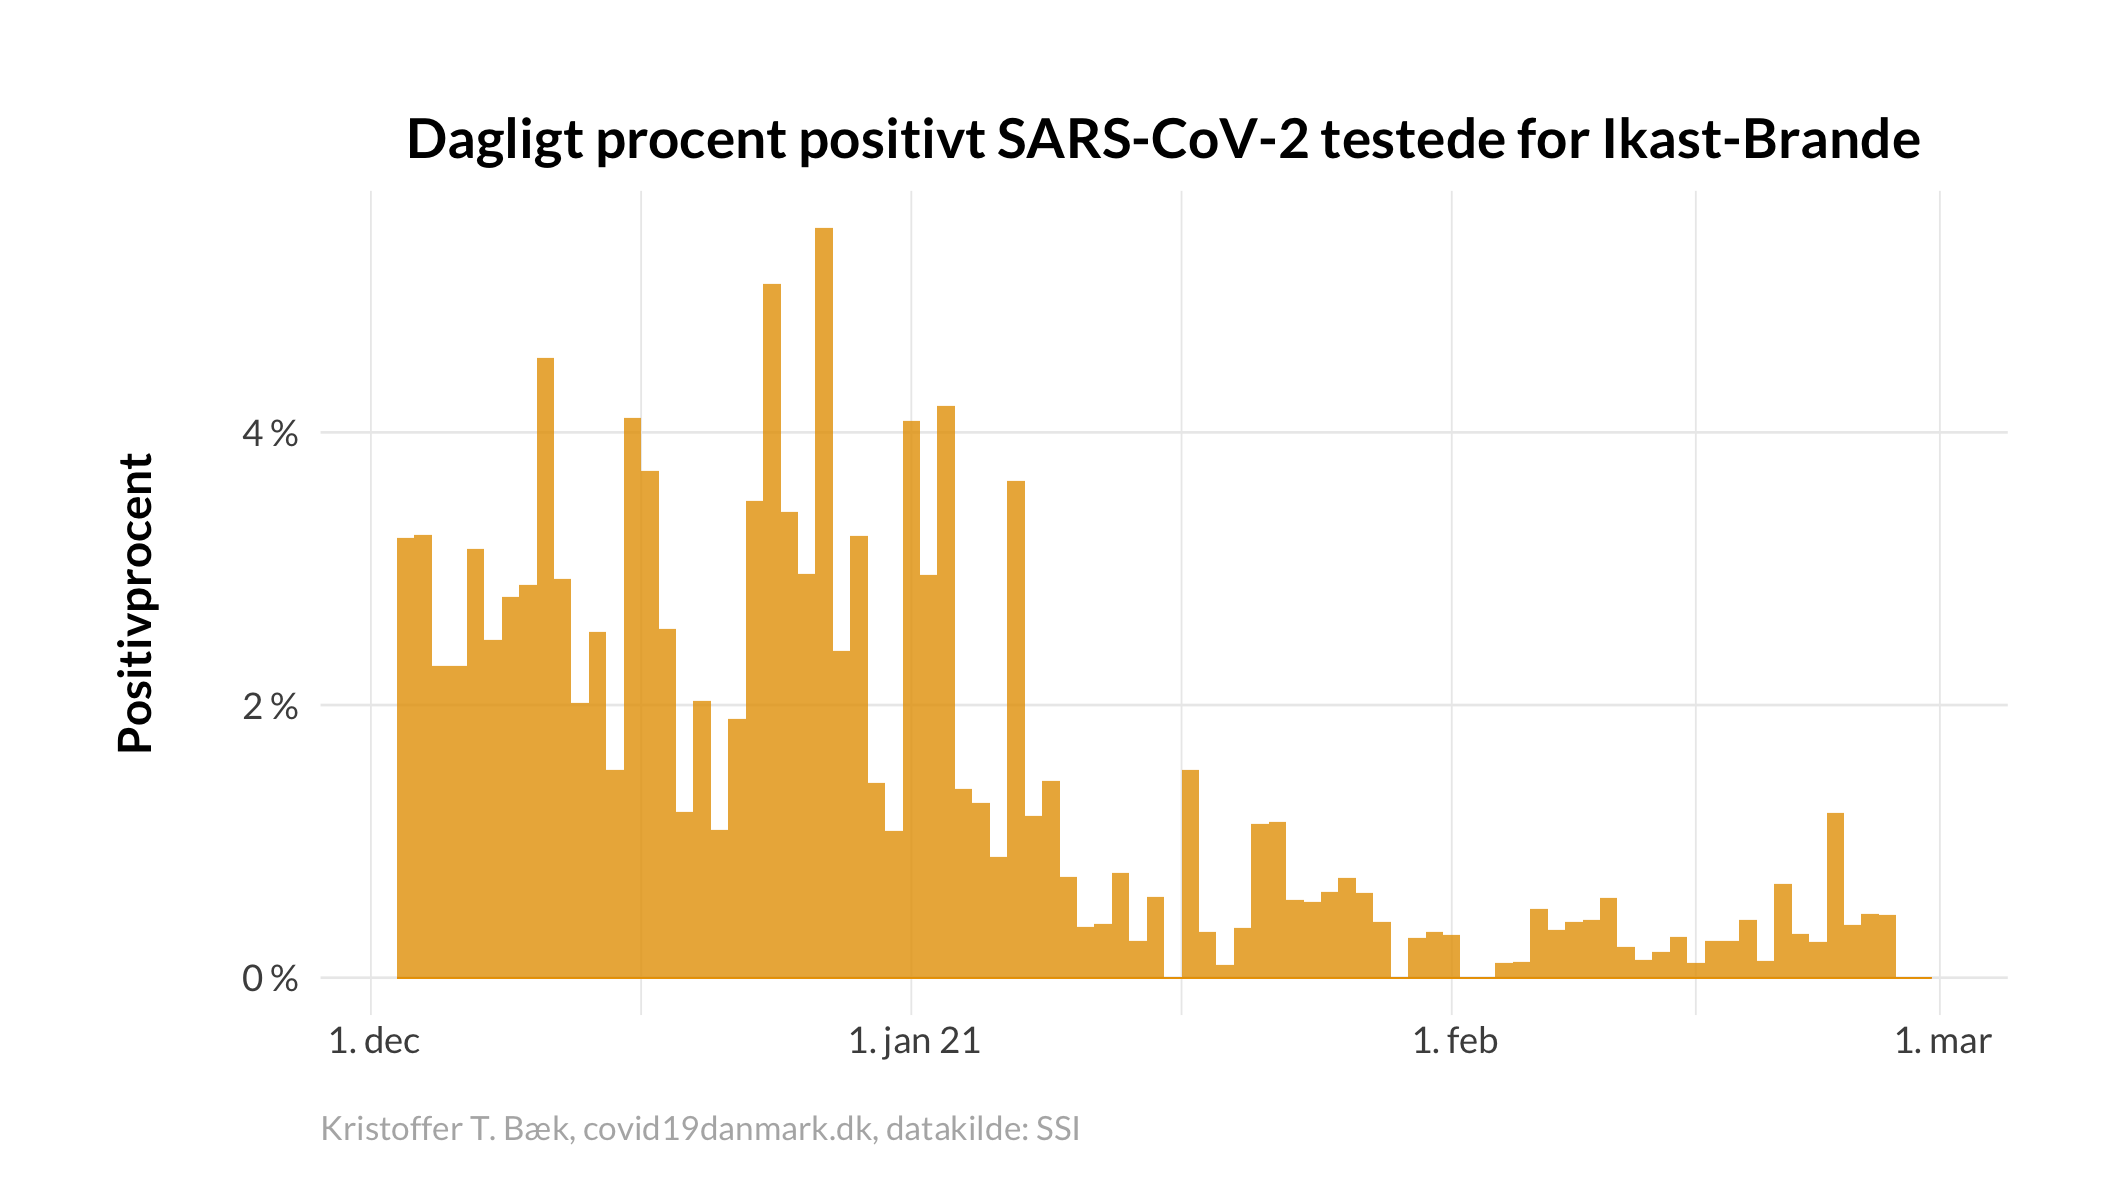 Dagligt procent positivt SARS-CoV-2 testede for Ikast-Brande
Positivprocent
4 %
2 %
0 %
1. dec
1. jan 21
1. feb
1. mar
Kristoffer T. Bæk, covid19danmark.dk, datakilde: SSI